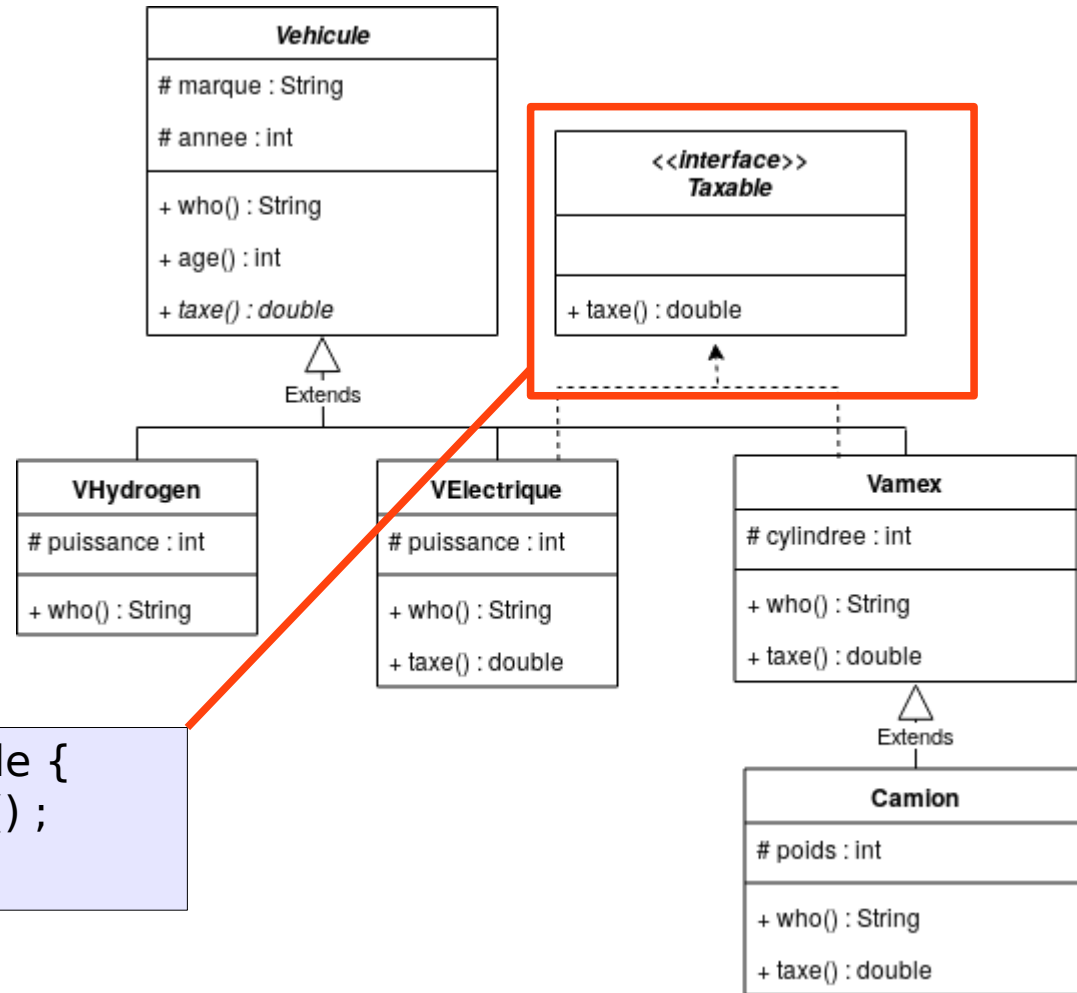 Vehicule
# marque : String
# annee : int
+ who() : String
+ age() : int
+ taxe() : double
<<interface>>
Taxable
+ taxe() : double
Extends
VHydrogen
# puissance : int
+ who() : String
VElectrique
# puissance : int
+ who() : String
+ taxe() : double
Vamex
# cylindree : int
+ who() : String
+ taxe() : double
Extends
Camion
# poids : int
+ who() : String
+ taxe() : double
{
) ;